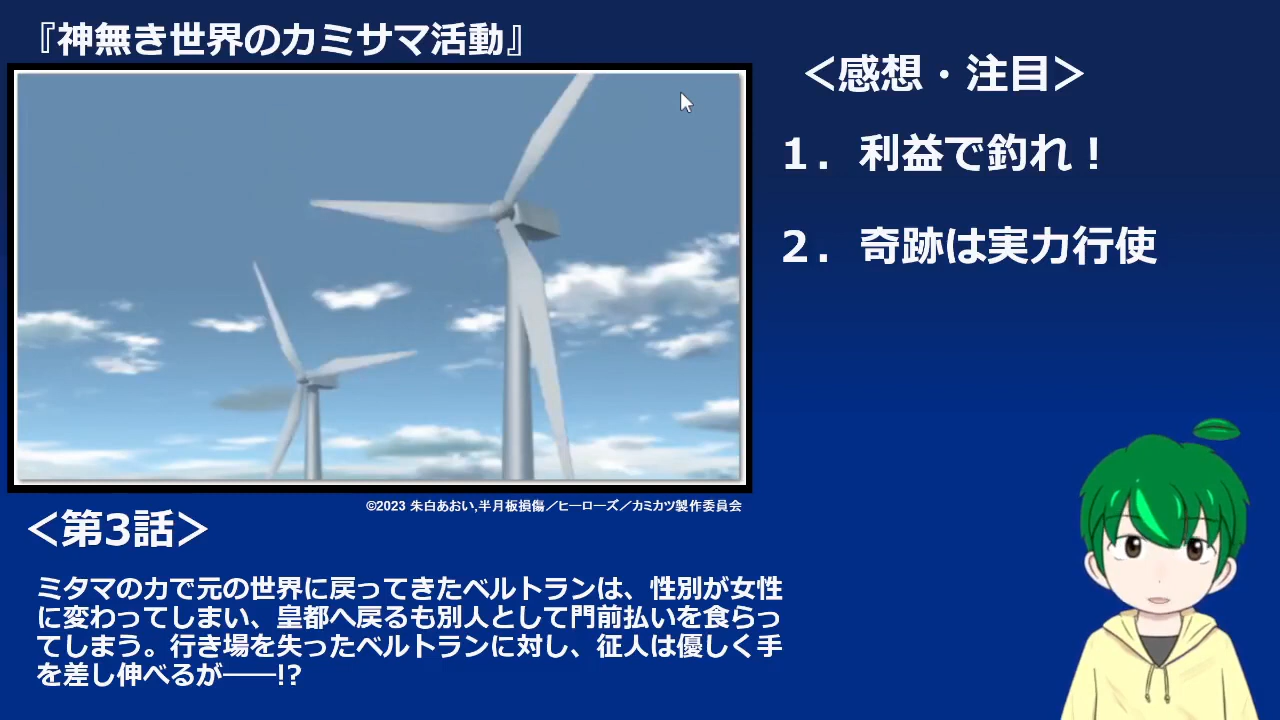 『神無き世界のカミサマ活動』
＜感想・注目＞
１．利益で釣れ！
２．奇跡は実力行使
©2023 朱白あおい,半月板損傷／ヒーローズ／カミカツ製作委員会
＜第3話＞
ミタマの力で元の世界に戻ってきたベルトランは、性別が女性
に変わってしまい、皇都へ戻るも別人として門前払いを食らっ
てしまう。行き場を失ったベルトランに対し、征人は優しく手
を差し伸べるが――!?